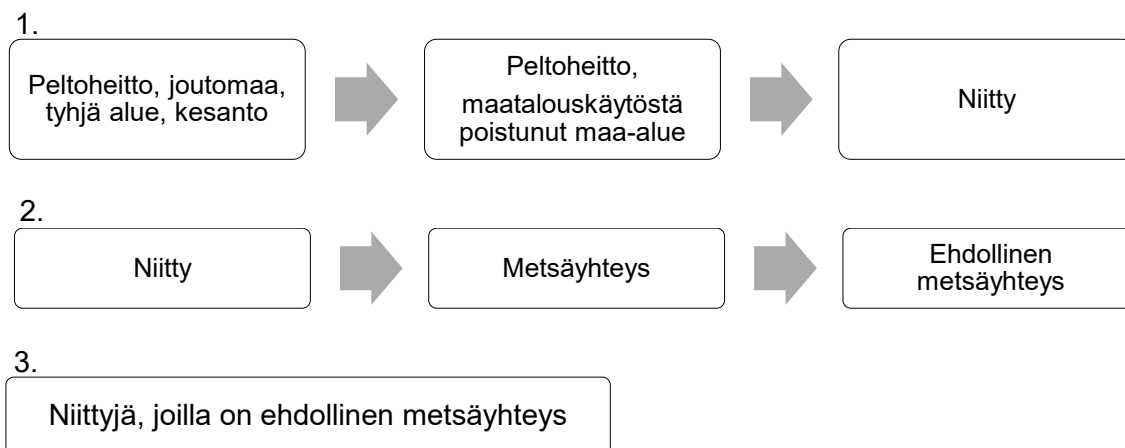 1.
Peltoheitto, joutomaa,
tyhjä alue, kesanto
Peltoheitto,
maatalouskäytöstä
poistunut maa-alue
Niitty
2.
Niitty
Metsäyhteys
Ehdollinen
metsäyhteys
3.
Niittyjä, joilla on ehdollinen metsäyhteys